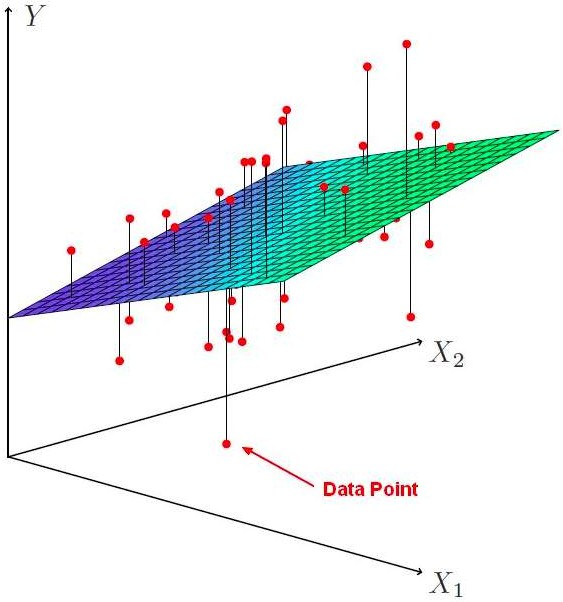 Y
X₂
Data Point
X₁